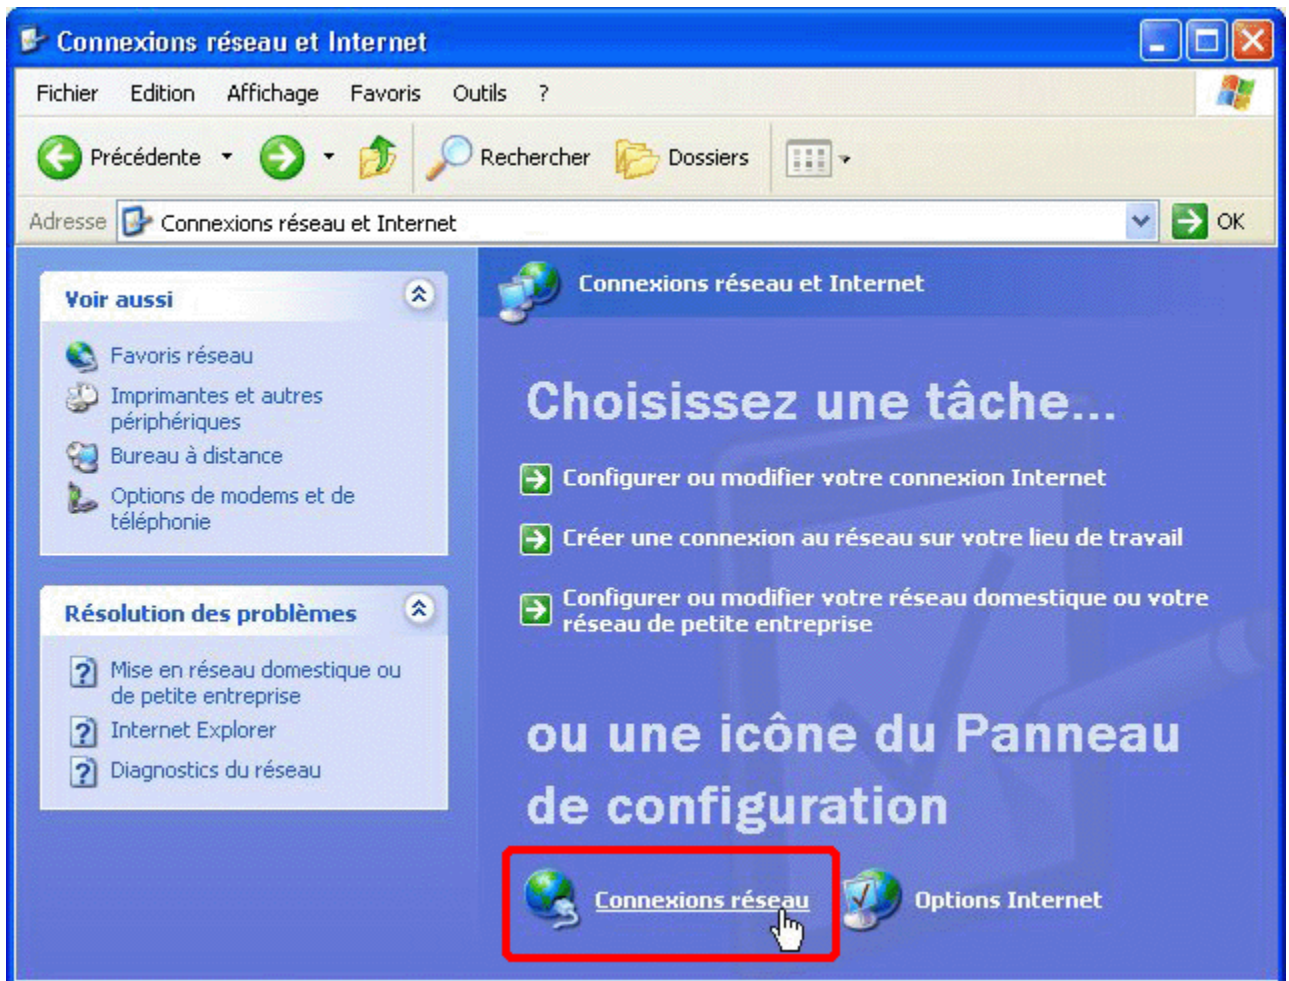 Connexions réseau et Internet
Fichier Edition Affichage Favoris Outils ?
Précédente Rechercher Dossiers
Adresse Connexions réseau et Internet OK
Voir aussi
Favoris réseau
Imprimantes et autres
périphériques
Bureau à distance
Options de modems et de
téléphonie
Résolution des problèmes
Mise en réseau domestique ou
de petite entreprise
Internet Explorer
Diagnostics du réseau
Connexions réseau et Internet
Choisissez une tâche...
Configurer ou modifier votre connexion Internet
Créer une connexion au réseau sur votre lieu de travail
Configurer ou modifier votre réseau domestique ou votre
réseau de petite entreprise
ou une icône du Panneau
de configuration
Connexions réseau Options Internet